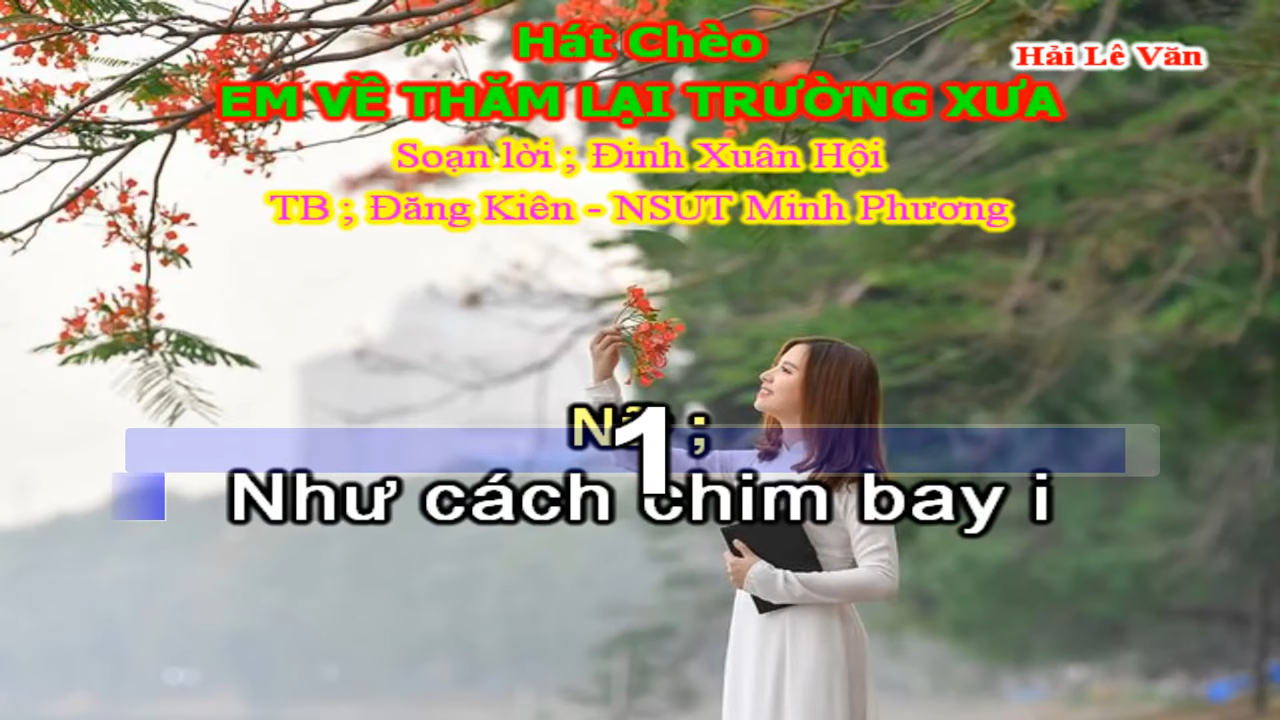 Hát Chèo
Hải Lê Văn
EM VỀ THĂM LẠI TRƯỜNG XƯA
Soạn lời ; Đinh Xuân Hội
TB ; Đăng Kiên - NSUT Minh Phương
1
;
Như cách chim bay i